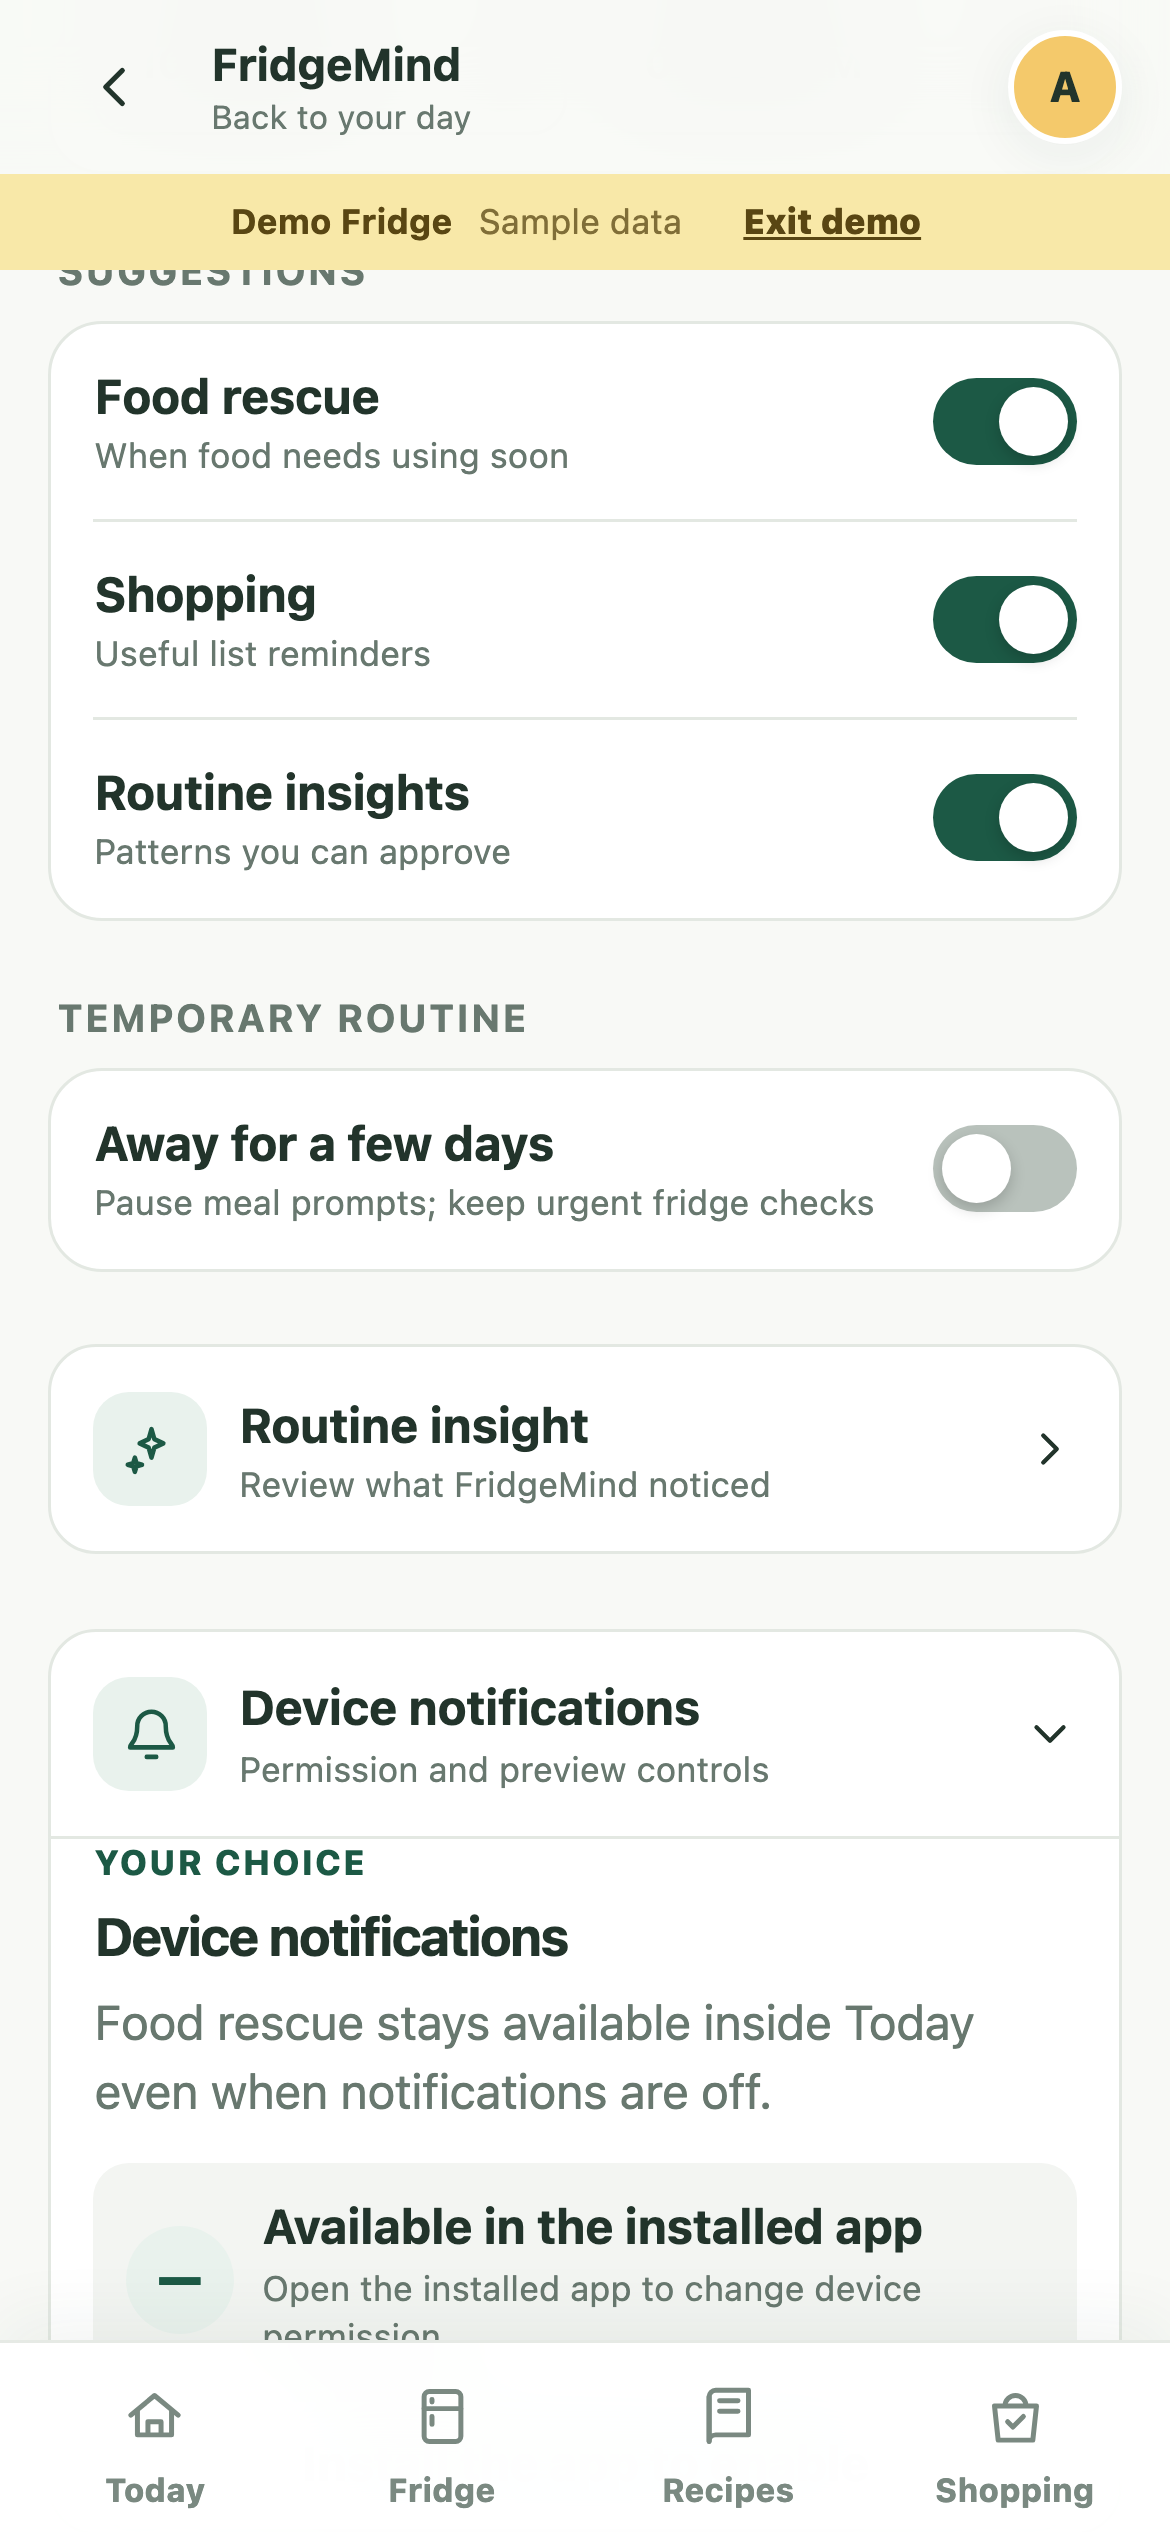 FridgeMind
Back to your day
A
Demo Fridge Sample data Exit demo
SUGGESTIONS
Food rescue
When food needs using soon
Shopping
Useful list reminders
Routine insights
Patterns you can approve
TEMPORARY ROUTINE
Away for a few days
Pause meal prompts; keep urgent fridge checks
Routine insight
Review what FridgeMind noticed
Device notifications
Permission and preview controls
YOUR CHOICE
Device notifications
Food rescue stays available inside Today
even when notifications are off.
Available in the installed app
Open the installed app to change device
permission
Today Fridge Recipes Shopping